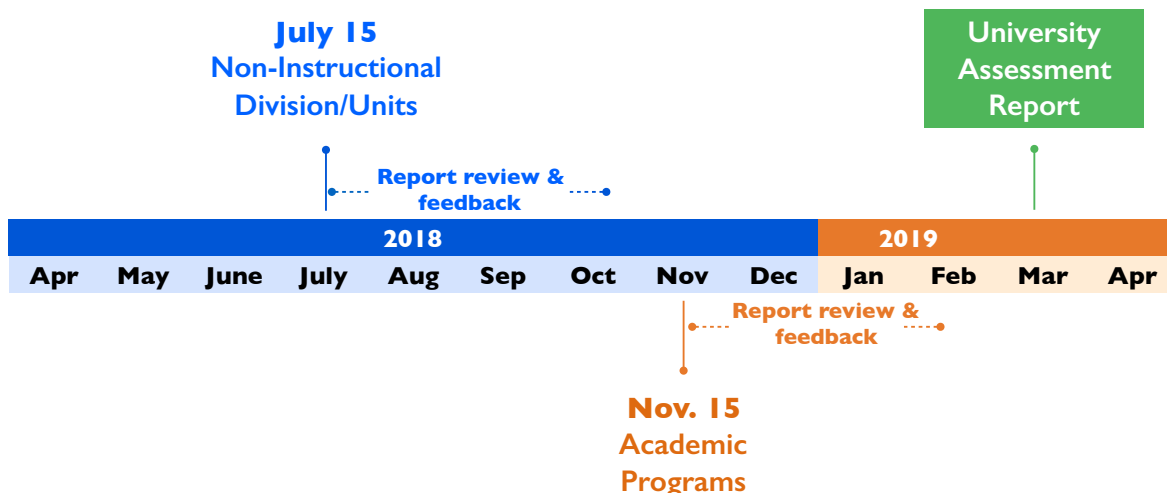 July 15
Non-Instructional
Division/Units
University
Assessment
Report
Report review &
feedback
2018
2019
Apr May June July Aug Sep Oct Nov Dec Jan Feb Mar Apr
Report review &
feedback
Nov. 15
Academic
Programs